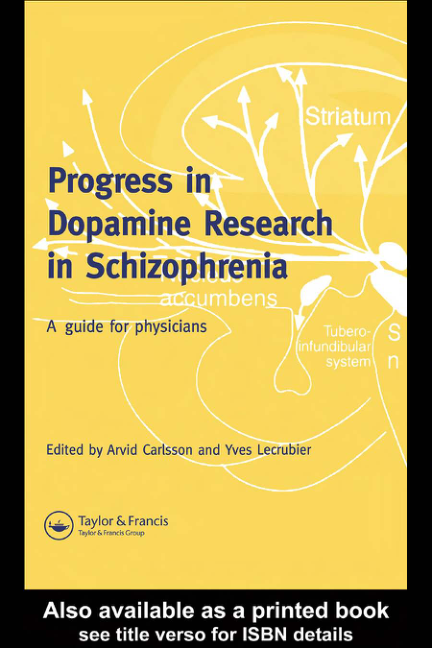 Striatum
Progress in
Dopamine Research
in Schizophrenia
Nucleus
accumbens
A guide for physicians
Tubero-
infundibular
system
S
n
Edited by Arvid Carlsson and Yves Lecrubier
Taylor & Francis
Taylor & Francis Group
Also available as a printed book
see title verso for ISBN details